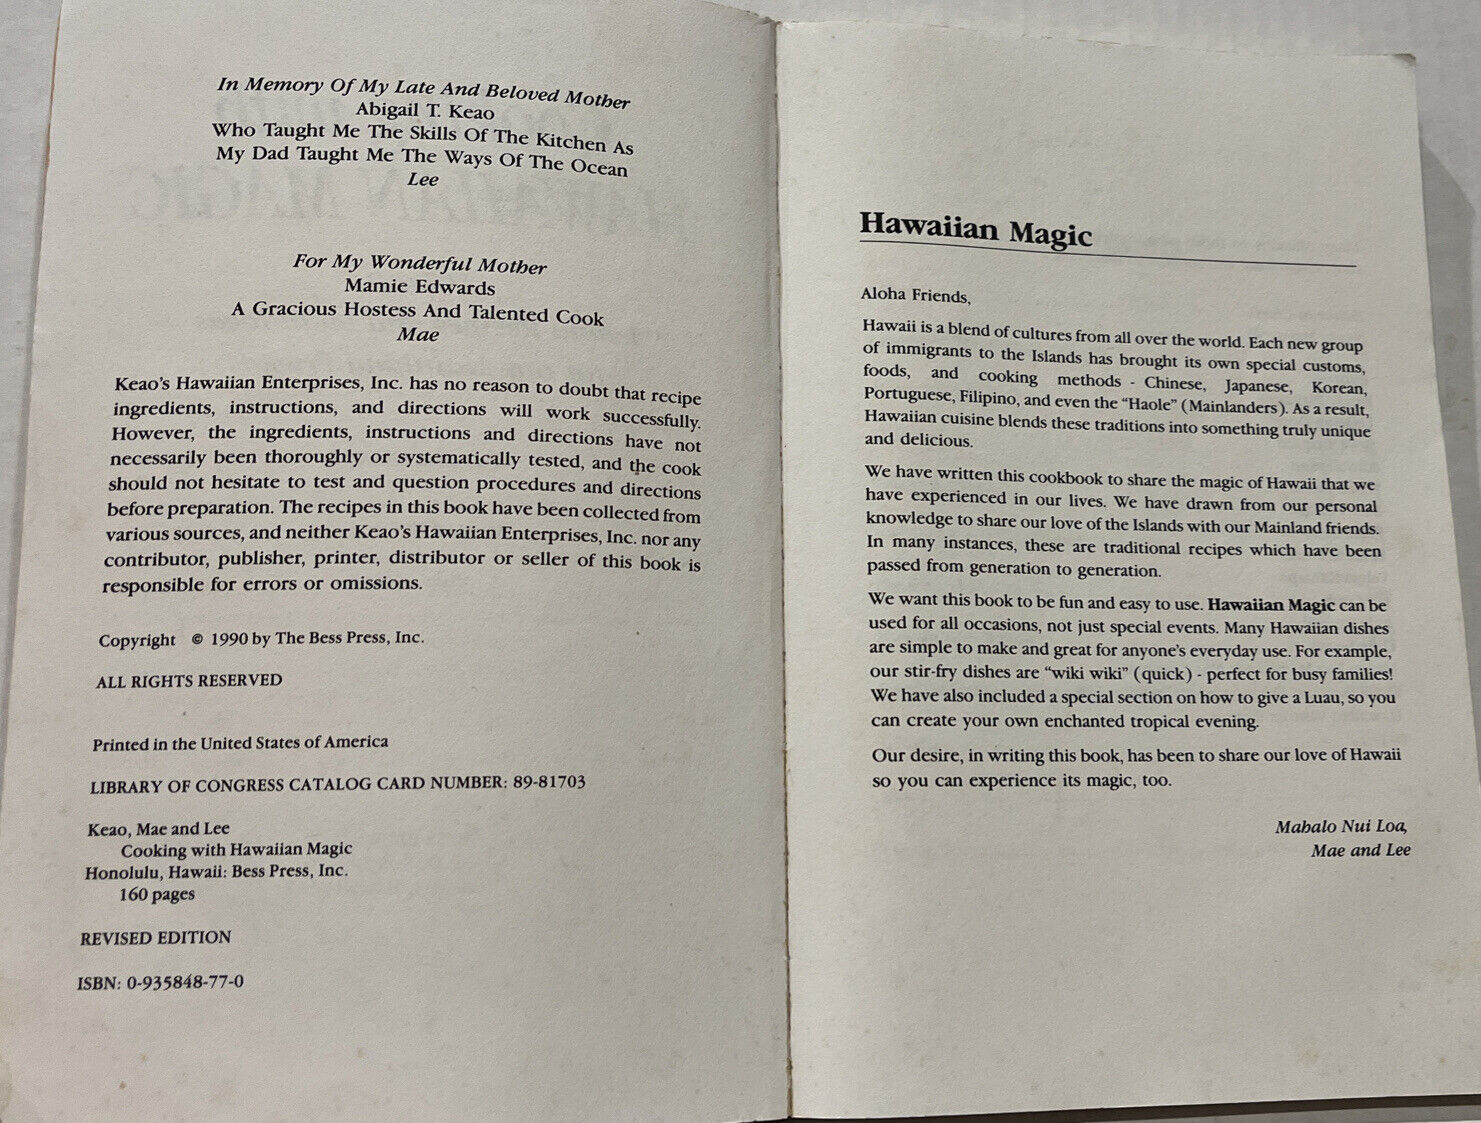 In Memory Of My Late And Beloved Mother
Abigail T. Keao
Who Taught Me The Skills Of The Kitchen As
My Dad Taught Me The Ways Of The Ocean
Lee
For My Wonderful Mother
Mamie Edwards
A Gracious Hostess And Talented Cook
Mae
Keao's Hawaiian Enterprises, Inc. has no reason to doubt that recipe
ingredients, instructions, and directions will work successfully.
However, the ingredients, instructions and directions have not
necessarily been thoroughly or systematically tested, and the cook
should not hesitate to test and question procedures and directions
before preparation. The recipes in this book have been collected from
various sources, and neither Keao's Hawaiian Enterprises, Inc. nor any
contributor, publisher, printer, distributor or seller of this book is
responsible for errors or omissions.
Copyright © 1990 by The Bess Press, Inc.
ALL RIGHTS RESERVED
Printed in the United States of America
LIBRARY OF CONGRESS CATALOG CARD NUMBER: 89-81703
Keao, Mae and Lee
Cooking with Hawaiian Magic
Honolulu, Hawaii: Bess Press, Inc.
160 pages
REVISED EDITION
ISBN: 0-935848-77-0
Hawaiian Magic
Aloha Friends,
Hawaii is a blend of cultures from all over the world. Each new group
of immigrants to the Islands has brought its own special customs,
foods, and cooking methods - Chinese, Japanese, Korean,
Portuguese, Filipino, and even the "Haole" (Mainlanders). As a result,
Hawaiian cuisine blends these traditions into something truly unique
and delicious.
We have written this cookbook to share the magic of Hawaii that we
have experienced in our lives. We have drawn from our personal
knowledge to share our love of the Islands with our Mainland friends.
In many instances, these are traditional recipes which have been
passed from generation to generation.
We want this book to be fun and easy to use. Hawaiian Magic can be
used for all occasions, not just special events. Many Hawaiian dishes
are simple to make and great for anyone's everyday use. For example,
our stir-fry dishes are "wiki wiki" (quick) - perfect for busy families!
We have also included a special section on how to give a Luau, so you
can create your own enchanted tropical evening.
Our desire, in writing this book, has been to share our love of Hawaii
so you can experience its magic, too.
Mahalo Nui Loa,
Mae and Lee